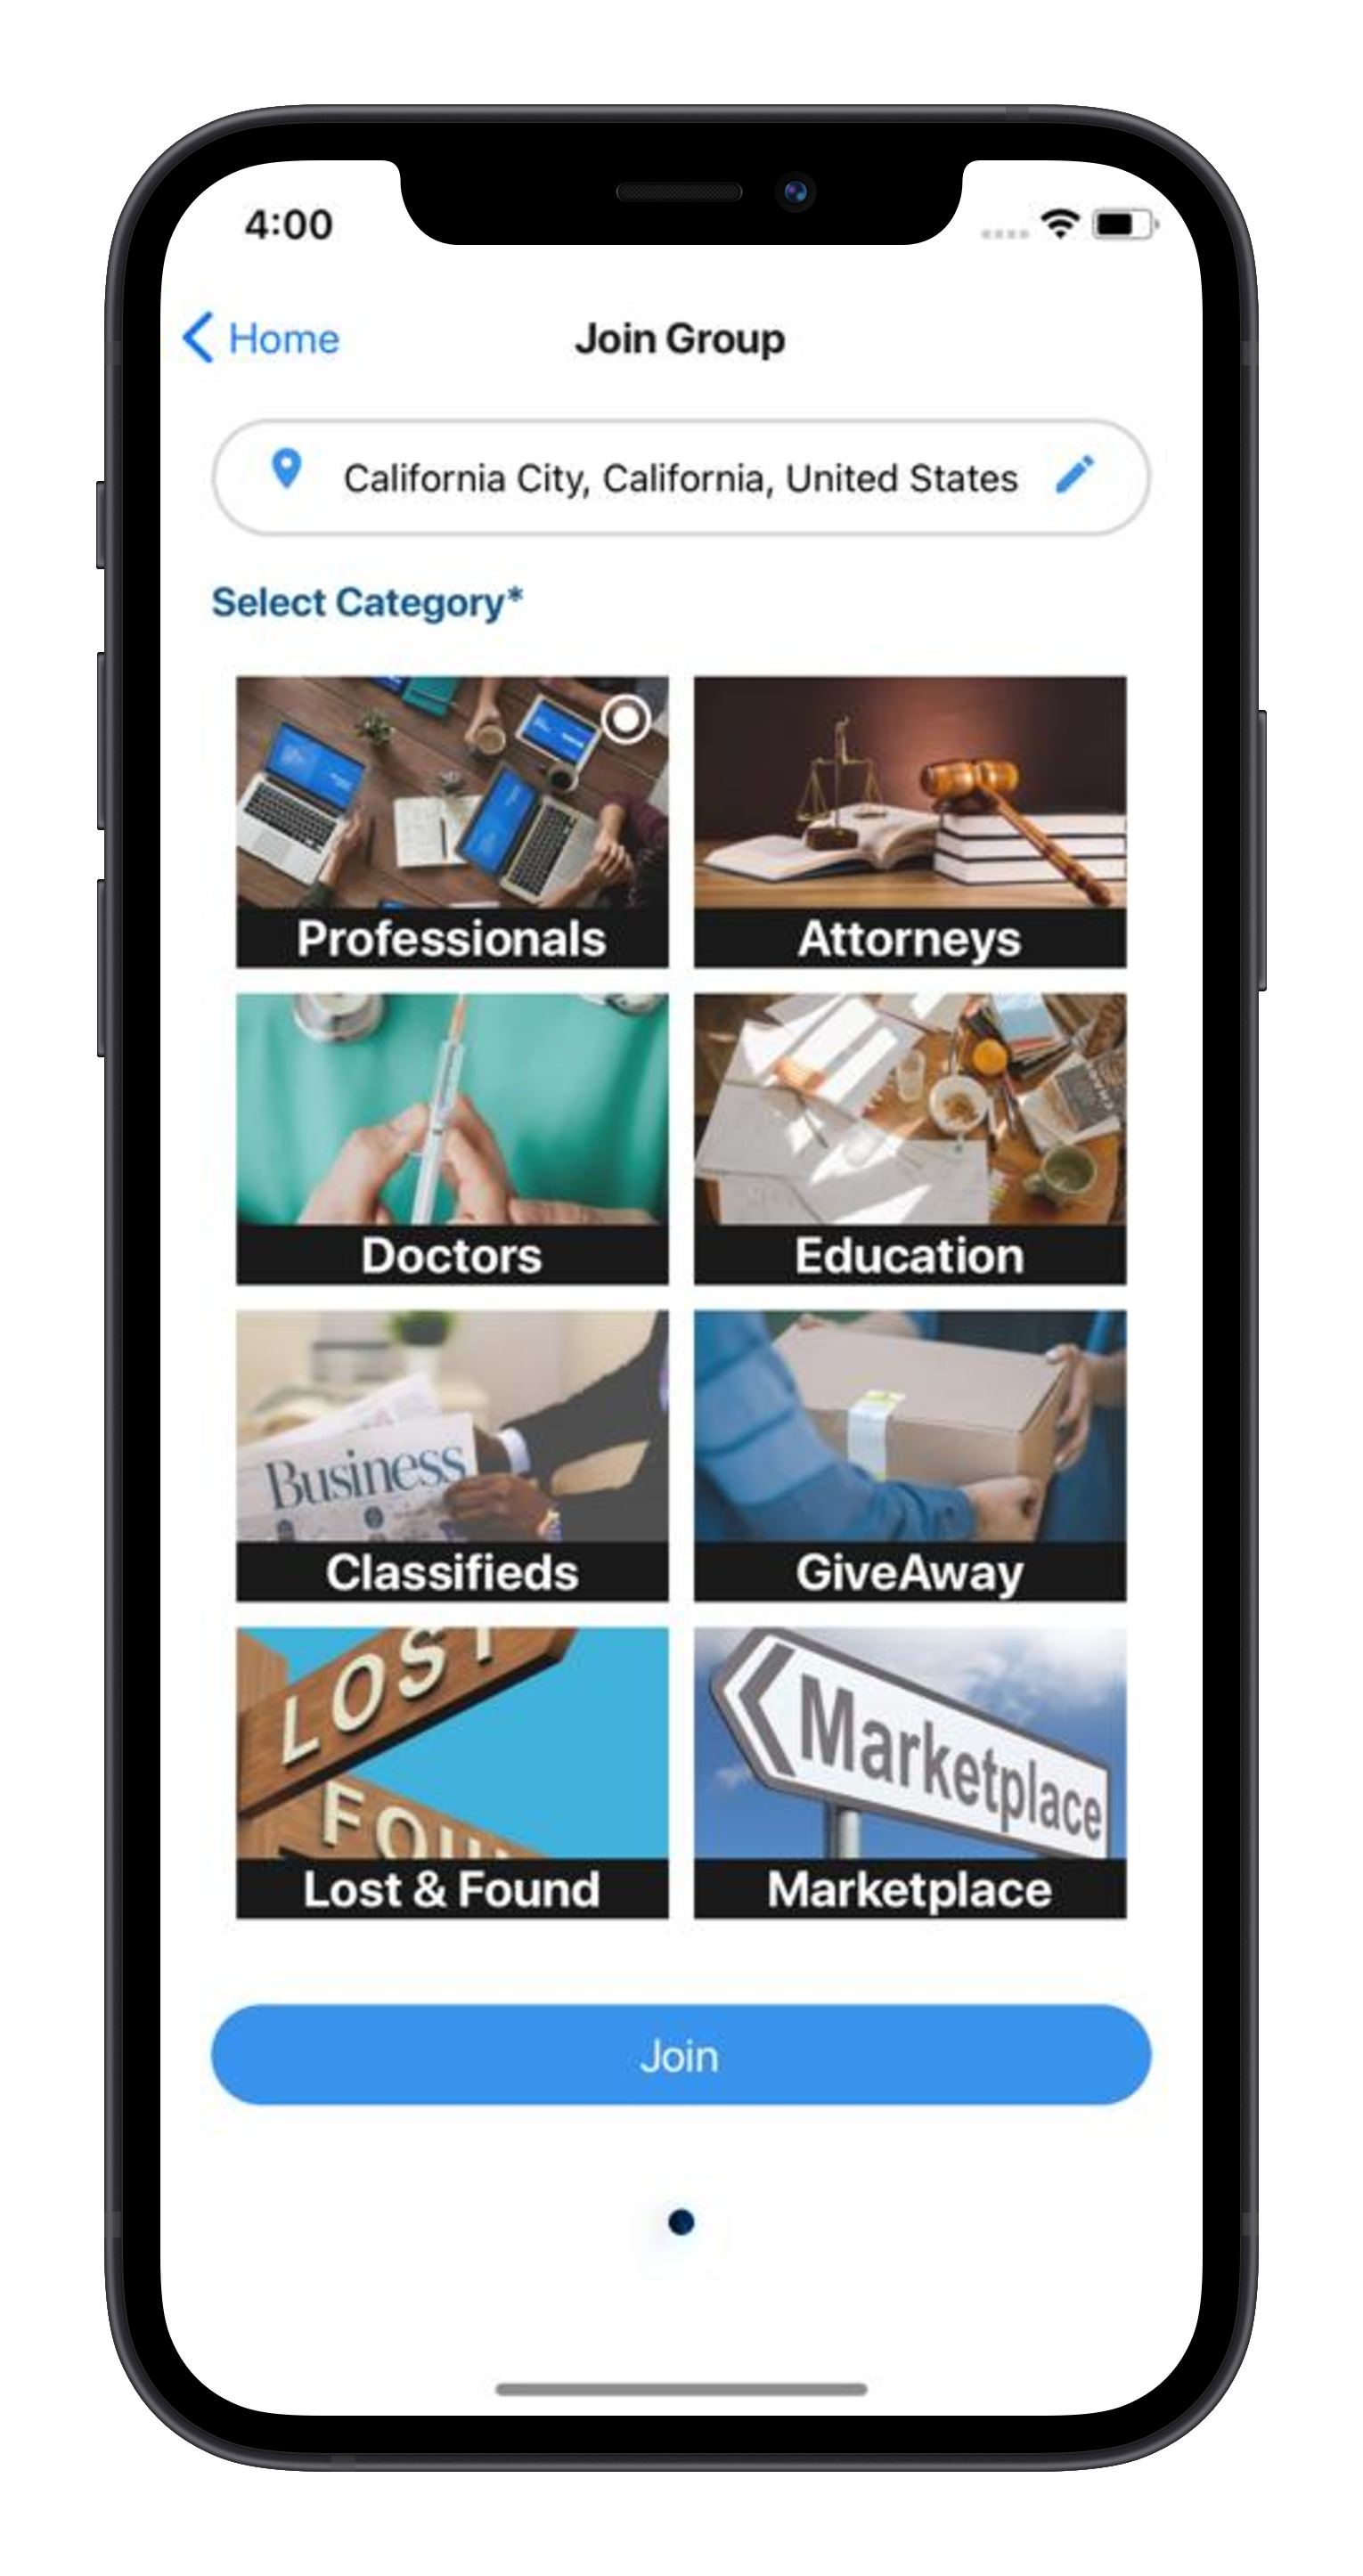 4:00
Home
Join Group
California City, California, United States
Select Category*
Professionals
Attorneys
Doctors
Education
Business
Classifieds
GiveAway
LOST
FOU
Lost & Found
Marketplace
Marketplace
Join